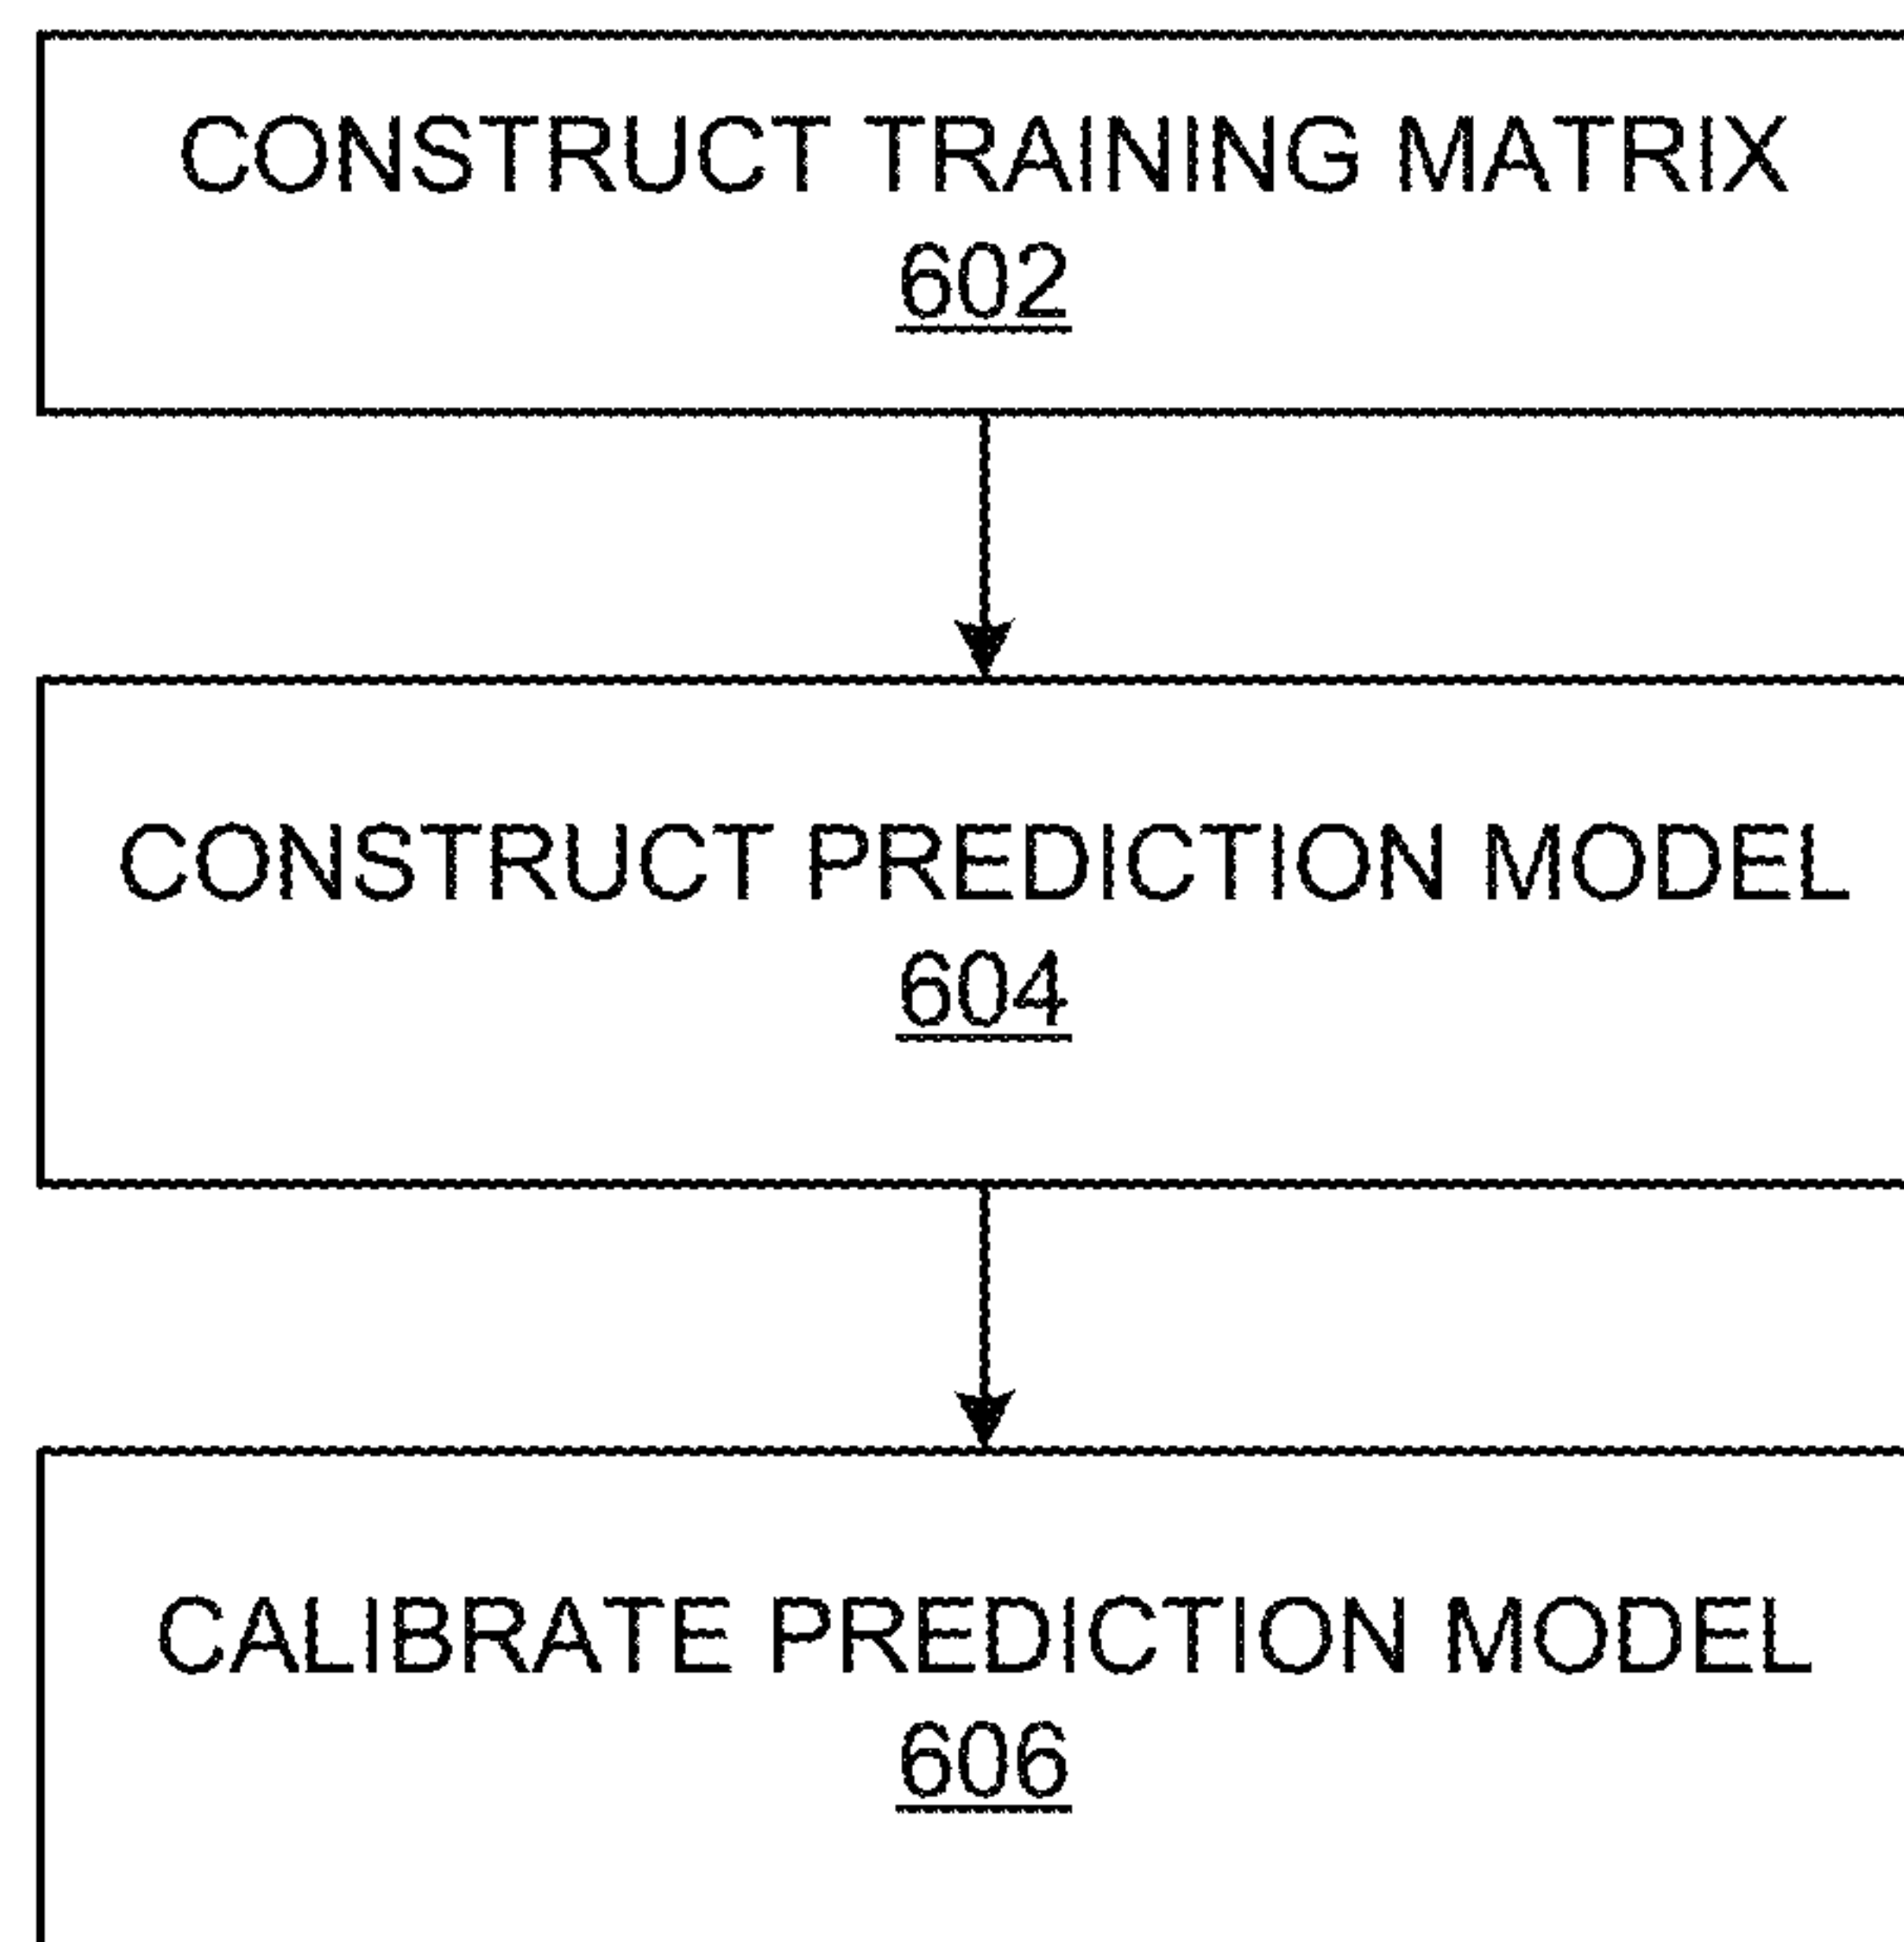 CONSTRUCT TRAINING MATRIX
602
CONSTRUCT PREDICTION MODEL
604
CALIBRATE PREDICTION MODEL
606